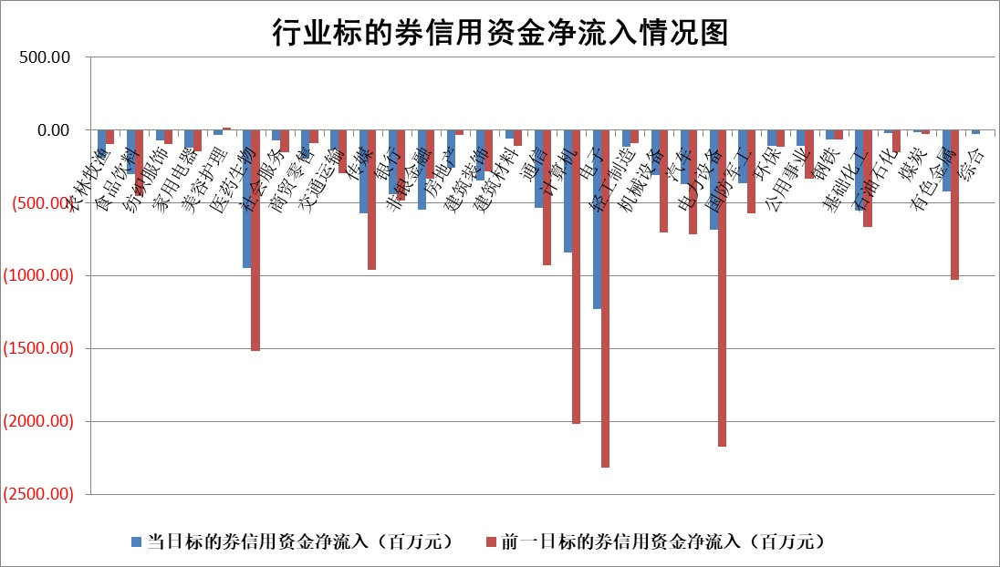 行业标的券信用资金净流入情况图
500.00
0.00
(500.00)
(1000.00)
(1500.00)
(2000.00)
(2500.00)
农林牧渔
食品饮料
纺织服饰
家用电器
美容护理
医药生物
社会服务
商贸零售
交通运输
传媒
银行
非银金融
房地产
建筑装饰
建筑材料
通信
计算机
电子
轻工制造
机械设备
汽车
电力设备
国防军工
环保
公用事业
钢铁
基础化工
石油石化
煤炭
有色金属
综合
当日标的券信用资金净流入（百万元）
前一日标的券信用资金净流入（百万元）